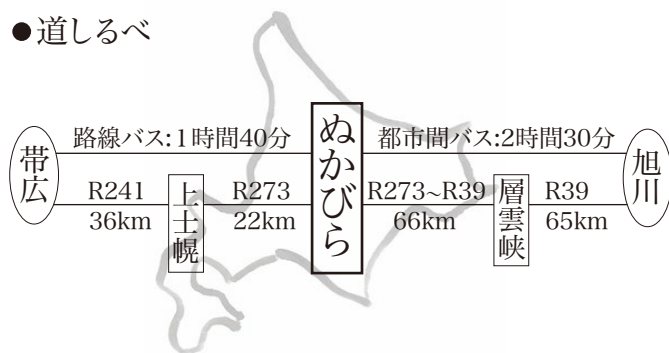 ●道しるべ
路線バス:1時間40分
都市間バス:2時間30分
帯広
R241
36km
上士幌
R273
22km
ぬかびら
R273~R39
66km
層雲峡
R39
65km
旭川